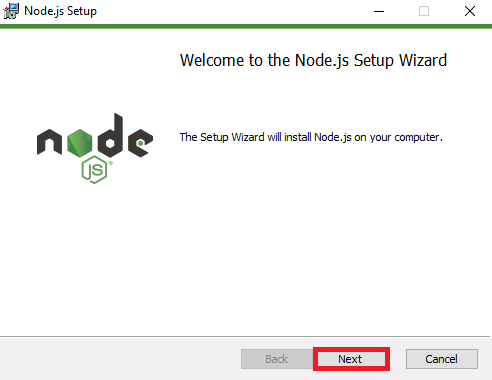 Node.js Setup
Welcome to the Node.js Setup Wizard
The Setup Wizard will install Node.js on your computer.
node
JS®
Back Next Cancel